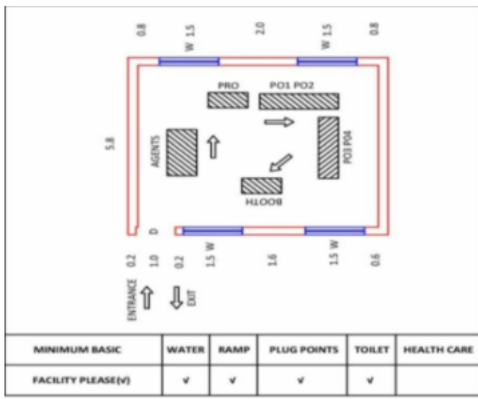 0.8 W 1.5 2.0 W 1.5 0.8
PRO PO1 PO2
5.8 AGENTS PO3 P04
BOOTH
D
0.2 1.0 0.2 1.5 W 1.6 1.5 W 0.6
ENTRANCE EXIT
MINIMUM BASIC WATER RAMP PLUG POINTS TOILET HEALTH CARE
FACILITY PLEASE(√) √ √ √ √